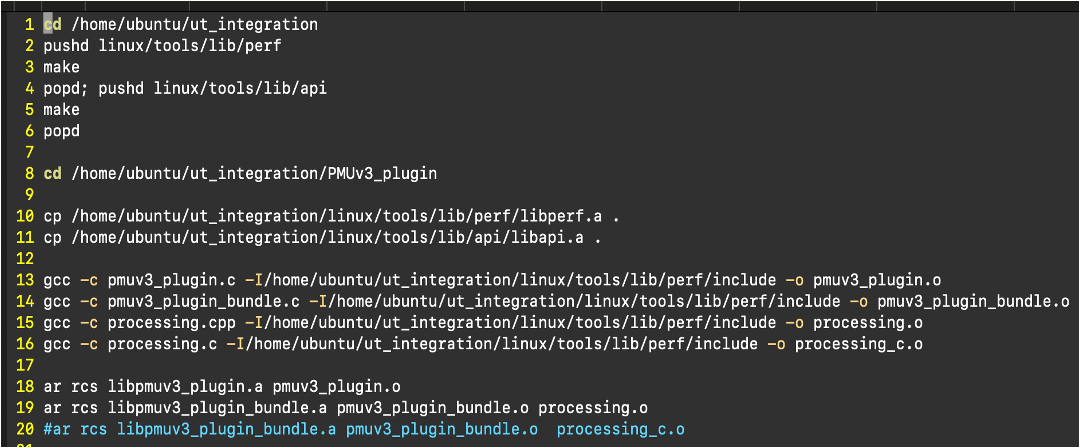 1 cd /home/ubuntu/ut_integration
2 pushd linux/tools/lib/perf
3 make
4 popd; pushd linux/tools/lib/api
5 make
6 popd
7
8 cd /home/ubuntu/ut_integration/PMUv3_plugin
9
10 cp /home/ubuntu/ut_integration/linux/tools/lib/perf/libperf.a .
11 cp /home/ubuntu/ut_integration/linux/tools/lib/api/libapi.a .
12
13 gcc -c pmuv3_plugin.c -I/home/ubuntu/ut_integration/linux/tools/lib/perf/include -o pmuv3_plugin.o
14 gcc -c pmuv3_plugin_bundle.c -I/home/ubuntu/ut_integration/linux/tools/lib/perf/include -o pmuv3_plugin_bundle.o
15 gcc -c processing.cpp -I/home/ubuntu/ut_integration/linux/tools/lib/perf/include -o processing.o
16 gcc -c processing.c -I/home/ubuntu/ut_integration/linux/tools/lib/perf/include -o processing_c.o
17
18 ar rcs libpmuv3_plugin.a pmuv3_plugin.o
19 ar rcs libpmuv3_plugin_bundle.a pmuv3_plugin_bundle.o processing.o
20 #ar rcs libpmuv3_plugin_bundle.a pmuv3_plugin_bundle.o  processing_c.o